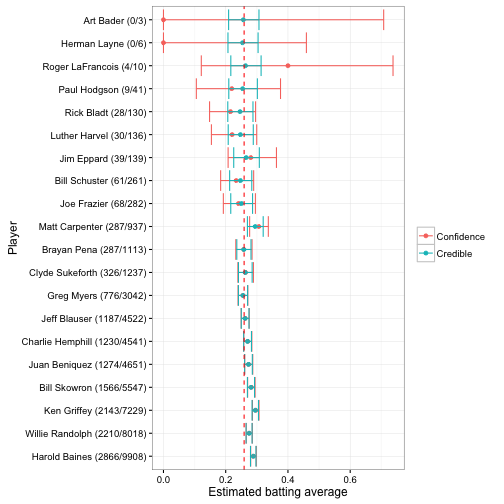 Art Bader (0/3)
Herman Layne (0/6)
Roger LaFrancois (4/10)
Paul Hodgson (9/41)
Rick Bladt (28/130)
Luther Harvel (30/136)
Jim Eppard (39/139)
Bill Schuster (61/261)
Joe Frazier (68/282)
Matt Carpenter (287/937)
Brayan Pena (287/1113)
Clyde Sukeforth (326/1237)
Greg Myers (776/3042)
Jeff Blauser (1187/4522)
Charlie Hemphill (1230/4541)
Juan Beniquez (1274/4651)
Bill Skowron (1566/5547)
Ken Griffey (2143/7229)
Willie Randolph (2210/8018)
Harold Baines (2866/9908)
Player
0.0 0.2 0.4 0.6
Estimated batting average
Confidence
Credible